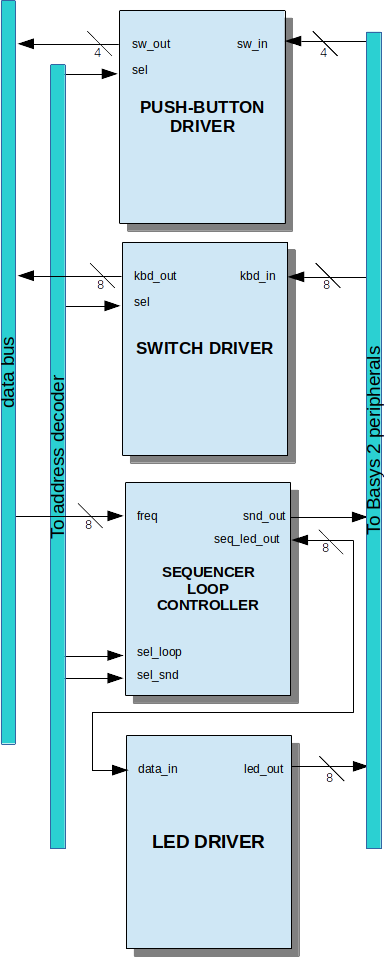 sw_out
sw_in
4
4
sel
PUSH-BUTTON
DRIVER
kbd_out
kbd_in
8
8
sel
SWITCH DRIVER
data bus
To address decoder
To Basys 2 peripherals
freq
snd_out
8
seq_led_out
8
SEQUENCER
LOOP
CONTROLLER
sel_loop
sel_snd
data_in
led_out
8
LED DRIVER